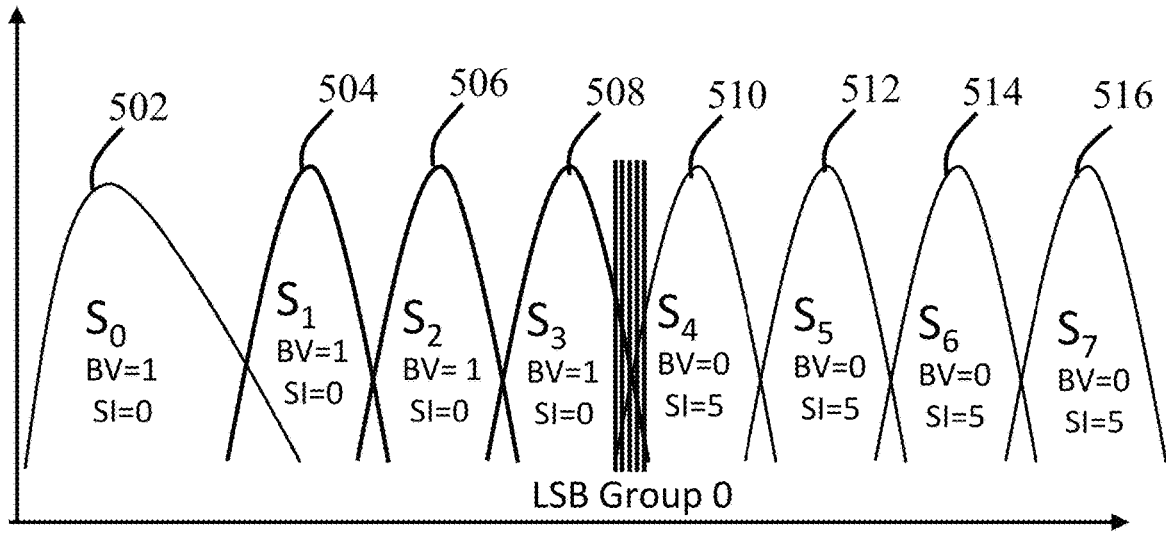 502 504 506 508 510 512 514 516
S0 S1 S2 S3 S4 S5 S6 S7
BV=1 BV=1 BV= 1 BV=1 BV=0 BV=0 BV=0 BV=0
SI=0 SI=0 SI=0 SI=0 SI=5 SI=5 SI=5 SI=5
LSB Group 0